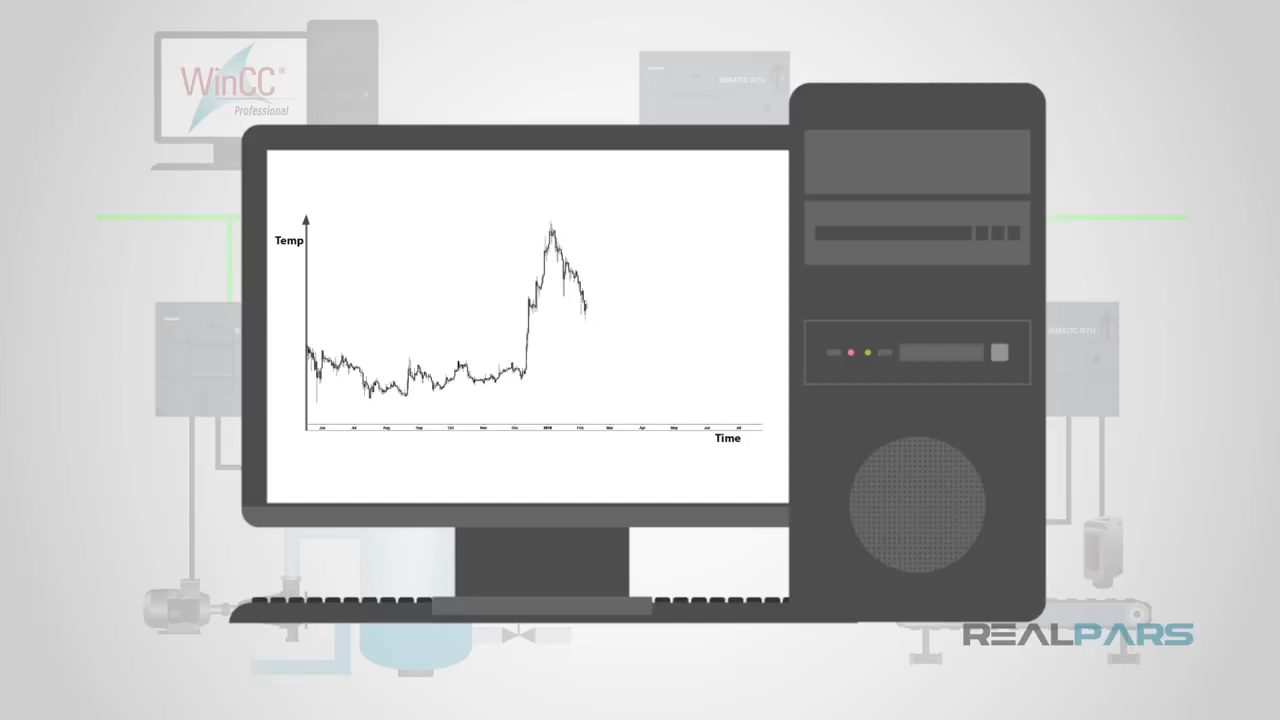 WinCC®
Professional
SIMATIC RTU
Temp
SIMATIC RTU
Jun Jul Aug Sep Oct Nov Dec 2018 Feb Mar Apr May Jun Jul
Time
REALPARS